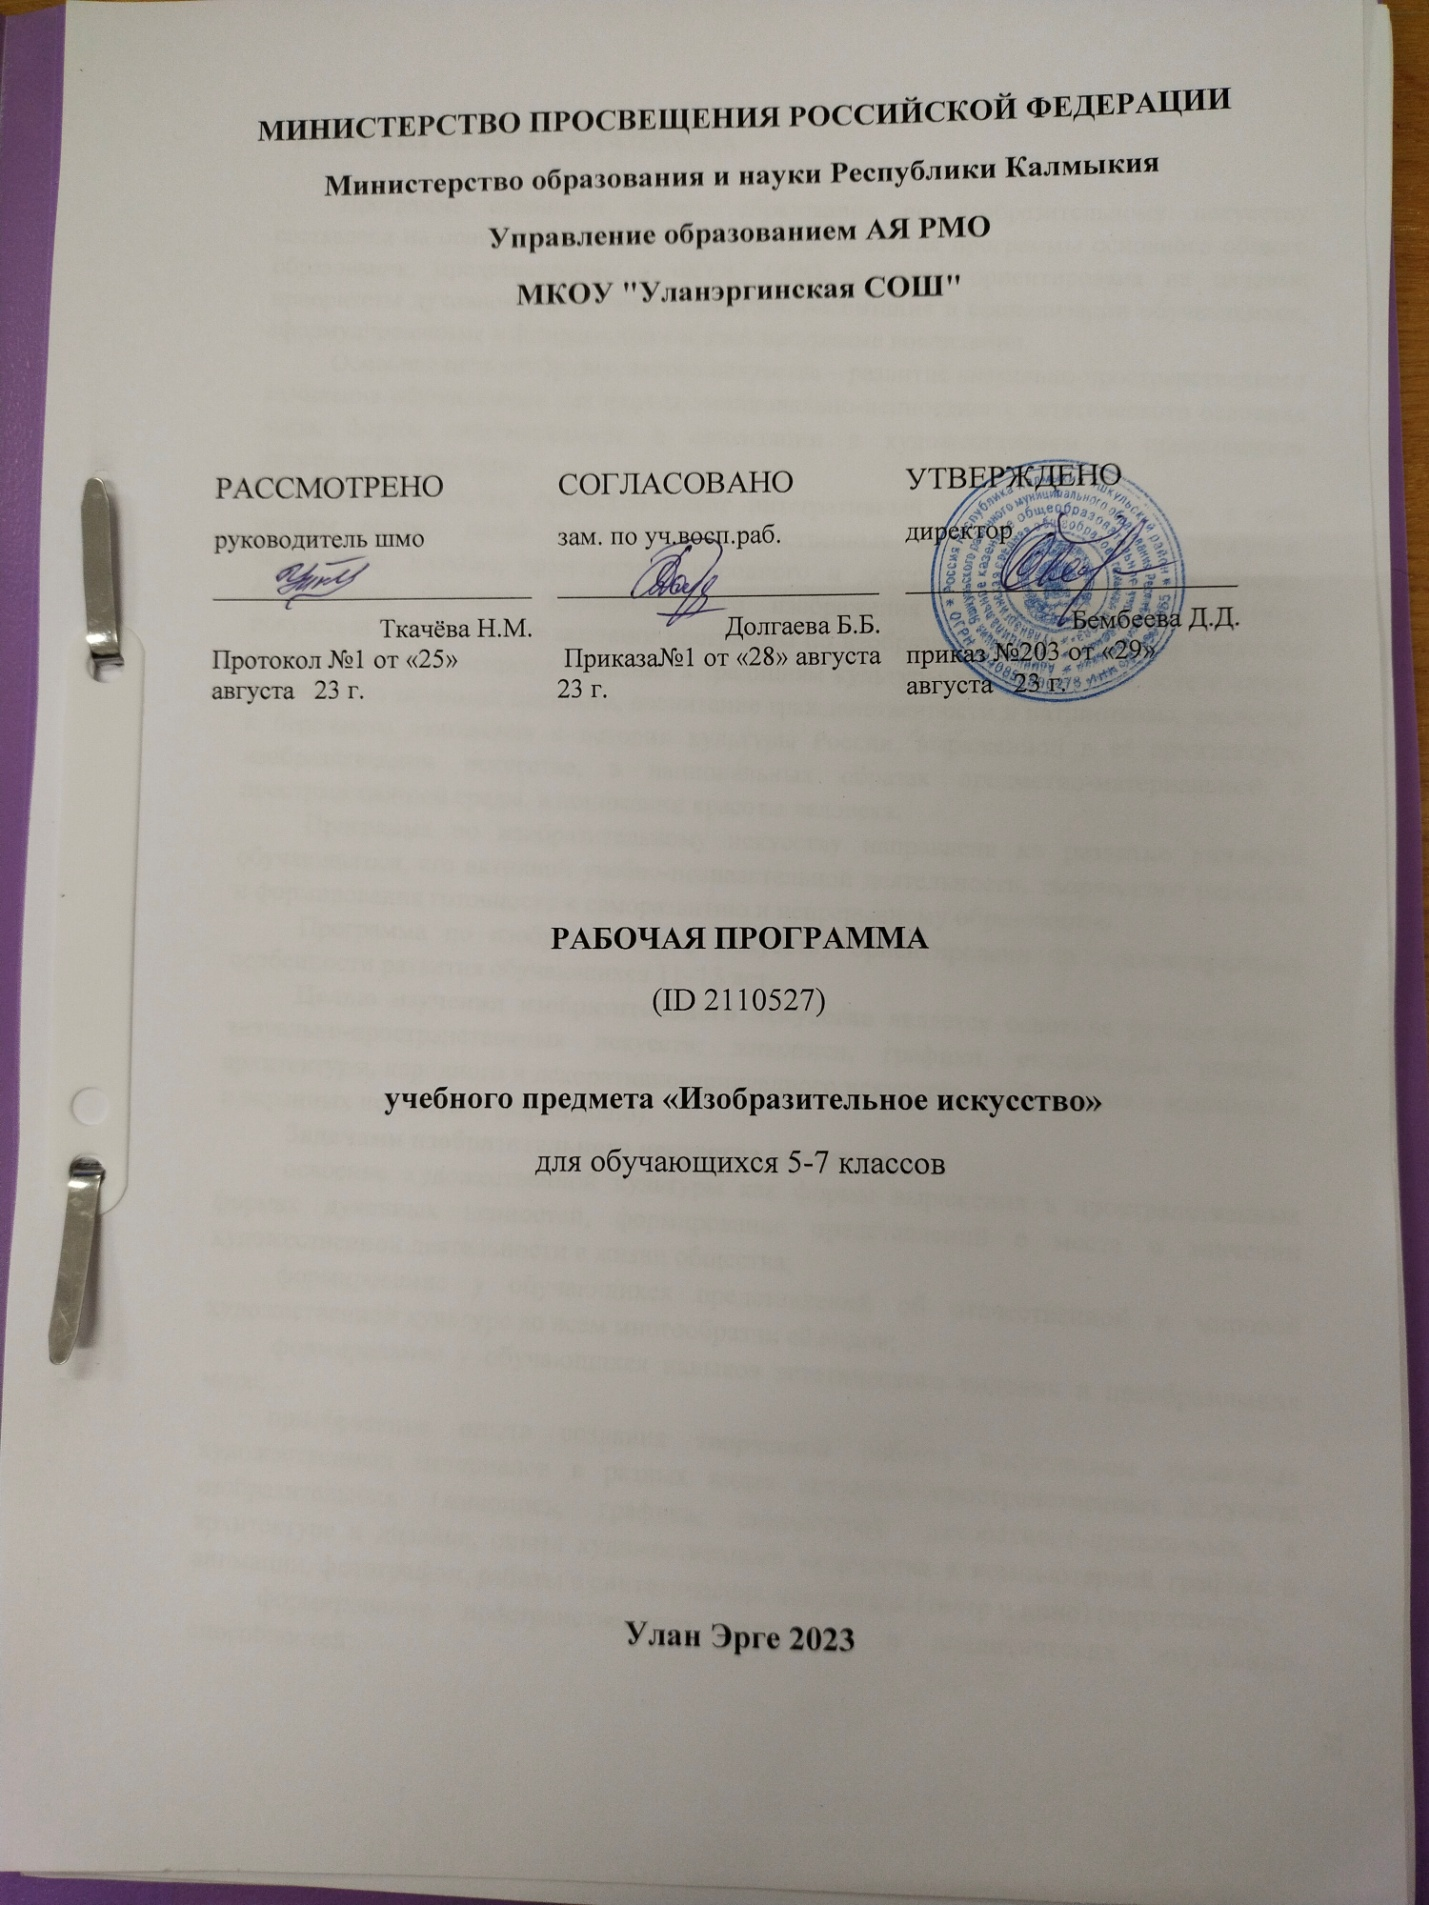 МИНИСТЕРСТВО ПРОСВЕЩЕНИЯ РОССИЙСКОЙ ФЕДЕРАЦИИ
Министерство образования и науки Республики Калмыкия
Управление образованием АЯ РМО
МКОУ "Уланэргинская СОШ"
РАССМОТРЕНО
руководитель шмо
Ткачёва Н.М.
Протокол №1 от «25»
августа 23 г.
СОГЛАСОВАНО
зам. по уч.восп.раб.
Долгаева Б.Б.
Приказа№1 от «28» августа
23 г.
УТВЕРЖДЕНО
директор
Бембеева Д.Д.
приказ №203 от «29»
августа 23 г.
РАБОЧАЯ ПРОГРАММА
(ID 2110527)
учебного предмета «Изобразительное искусство»
для обучающихся 5-7 классов
Улан Эрге 2023